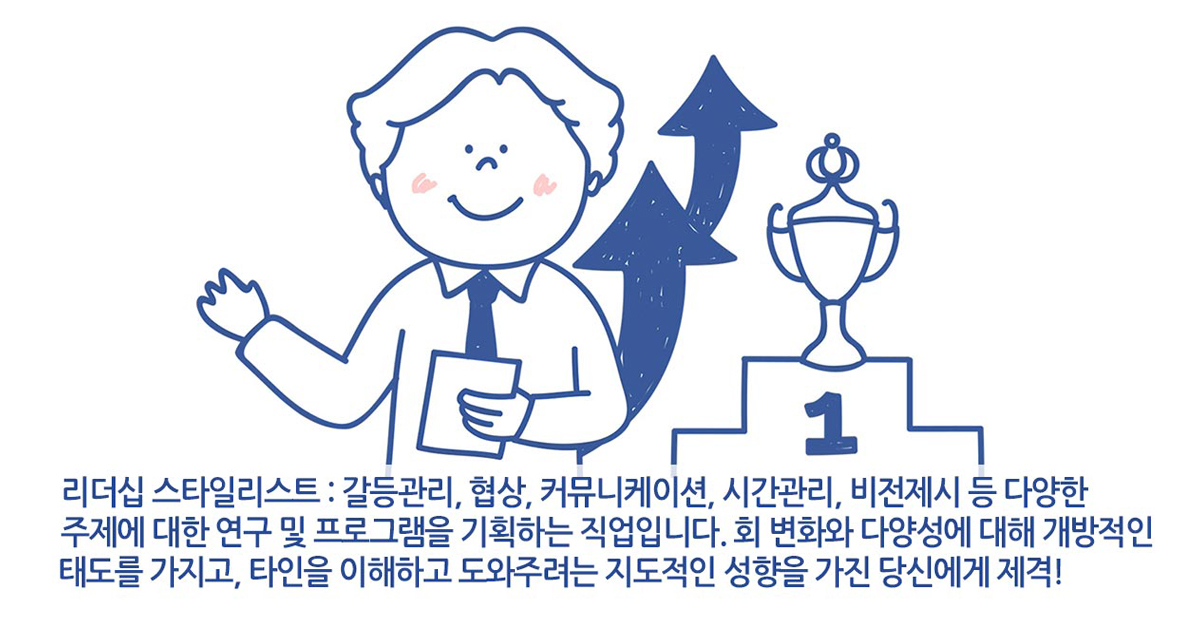 1
리더십 스타일리스트 : 갈등관리, 협상, 커뮤니케이션, 시간관리, 비전제시 등 다양한
주제에 대한 연구 및 프로그램을 기획하는 직업입니다. 회 변화와 다양성에 대해 개방적인
태도를 가지고, 타인을 이해하고 도와주려는 지도적인 성향을 가진 당신에게 제격!